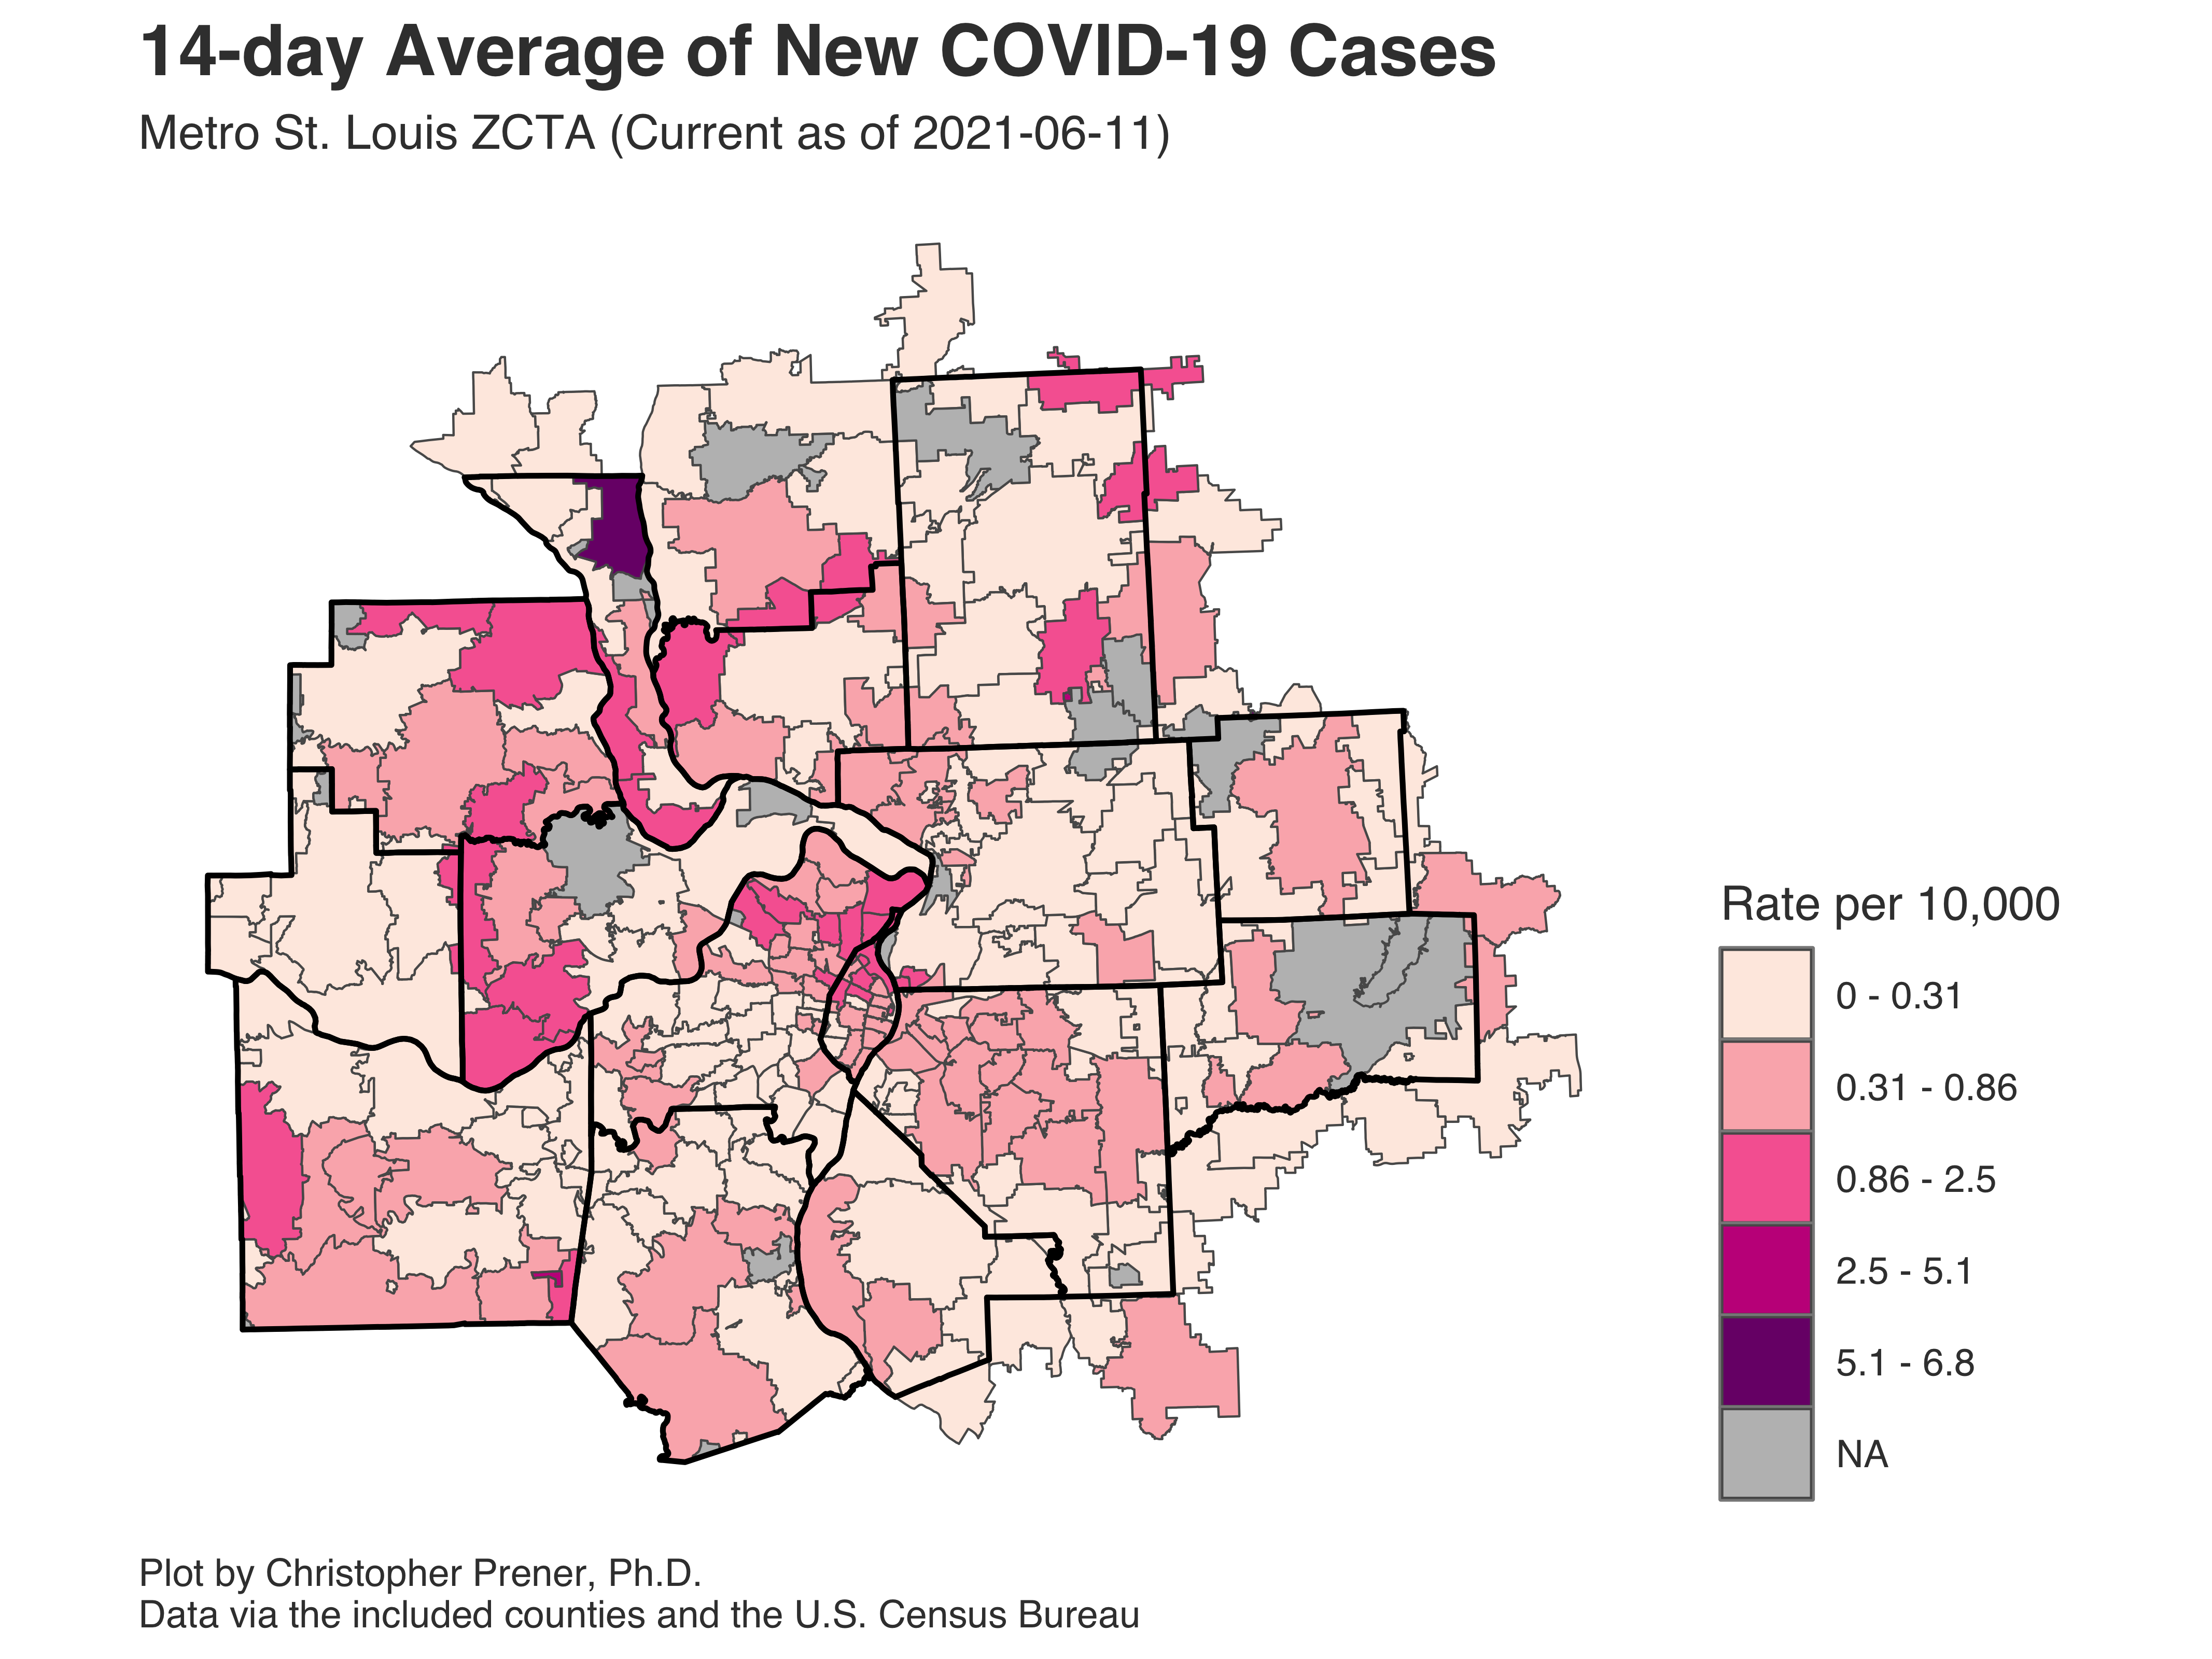 14-day Average of New COVID-19 Cases
Metro St. Louis ZCTA (Current as of 2021-06-11)
Rate per 10,000
0 - 0.31
0.31 - 0.86
0.86 - 2.5
2.5 - 5.1
5.1 - 6.8
NA
Plot by Christopher Prener, Ph.D.
Data via the included counties and the U.S. Census Bureau